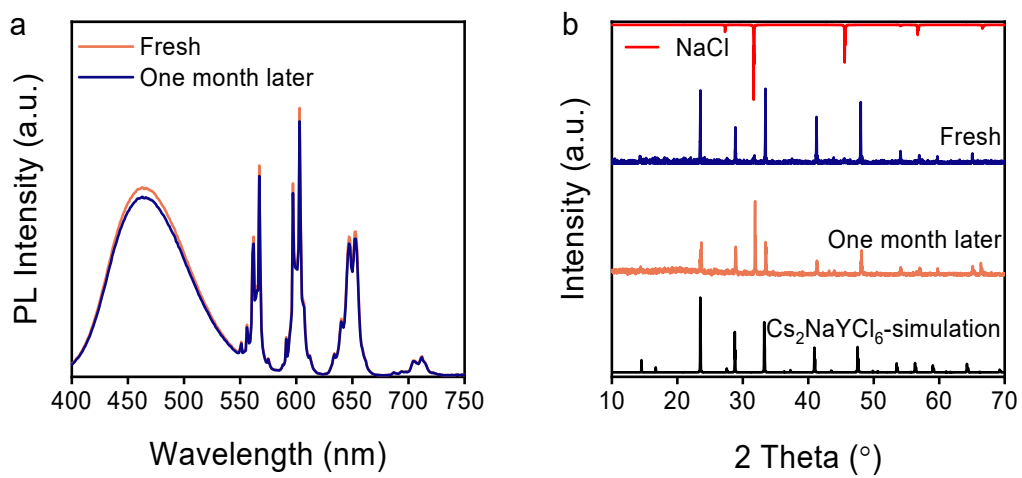 a
Fresh
One month later
PL Intensity (a.u.)
400 450 500 550 600 650 700 750
Wavelength (nm)
b
NaCl
Fresh
One month later
Cs₂NaYCl₆-simulation
Intensity (a.u.)
10 20 30 40 50 60 70
2 Theta (°)